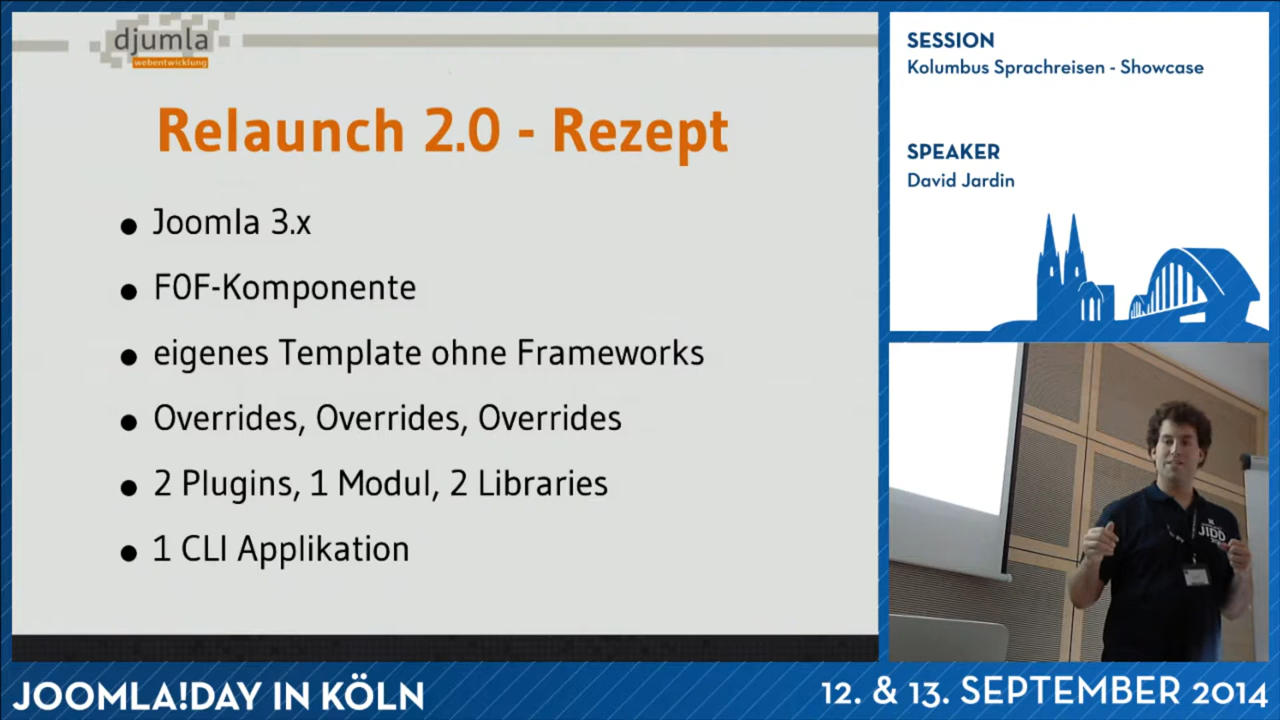 djumla
webentwicklung
Relaunch 2.0 - Rezept
• Joomla 3.x
• F0F-Komponente
• eigenes Template ohne Frameworks
• Overrides, Overrides, Overrides
• 2 Plugins, 1 Modul, 2 Libraries
• 1 CLI Applikation
SESSION
Kolumbus Sprachreisen - Showcase
SPEAKER
David Jardin
JDD
JOOMLA!DAY IN KÖLN
12. & 13. SEPTEMBER 2014